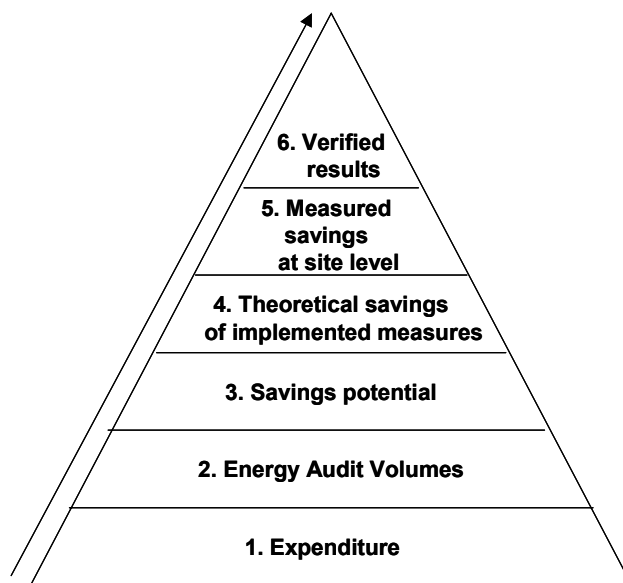 6. Verified
results
5. Measured
savings
at site level
4. Theoretical savings
of implemented measures
3. Savings potential
2. Energy Audit Volumes
1. Expenditure